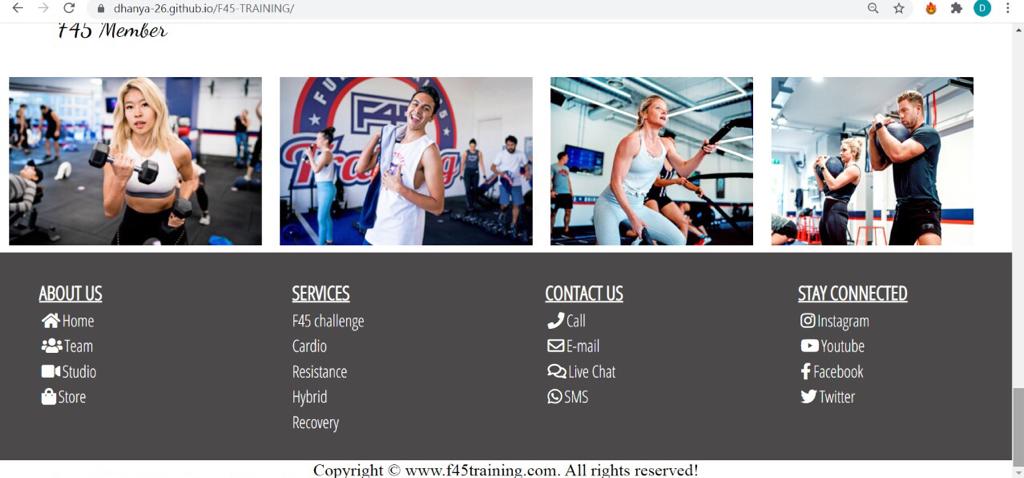 dhanya-26.github.io/F45-TRAINING/
D
F45 Member
FU
F45
Training
ABOUT US
Home
Team
Studio
Store
SERVICES
F45 challenge
Cardio
Resistance
Hybrid
Recovery
CONTACT US
Call
E-mail
Live Chat
SMS
STAY CONNECTED
Instagram
Youtube
Facebook
Twitter
Copyright © www.f45training.com. All rights reserved!